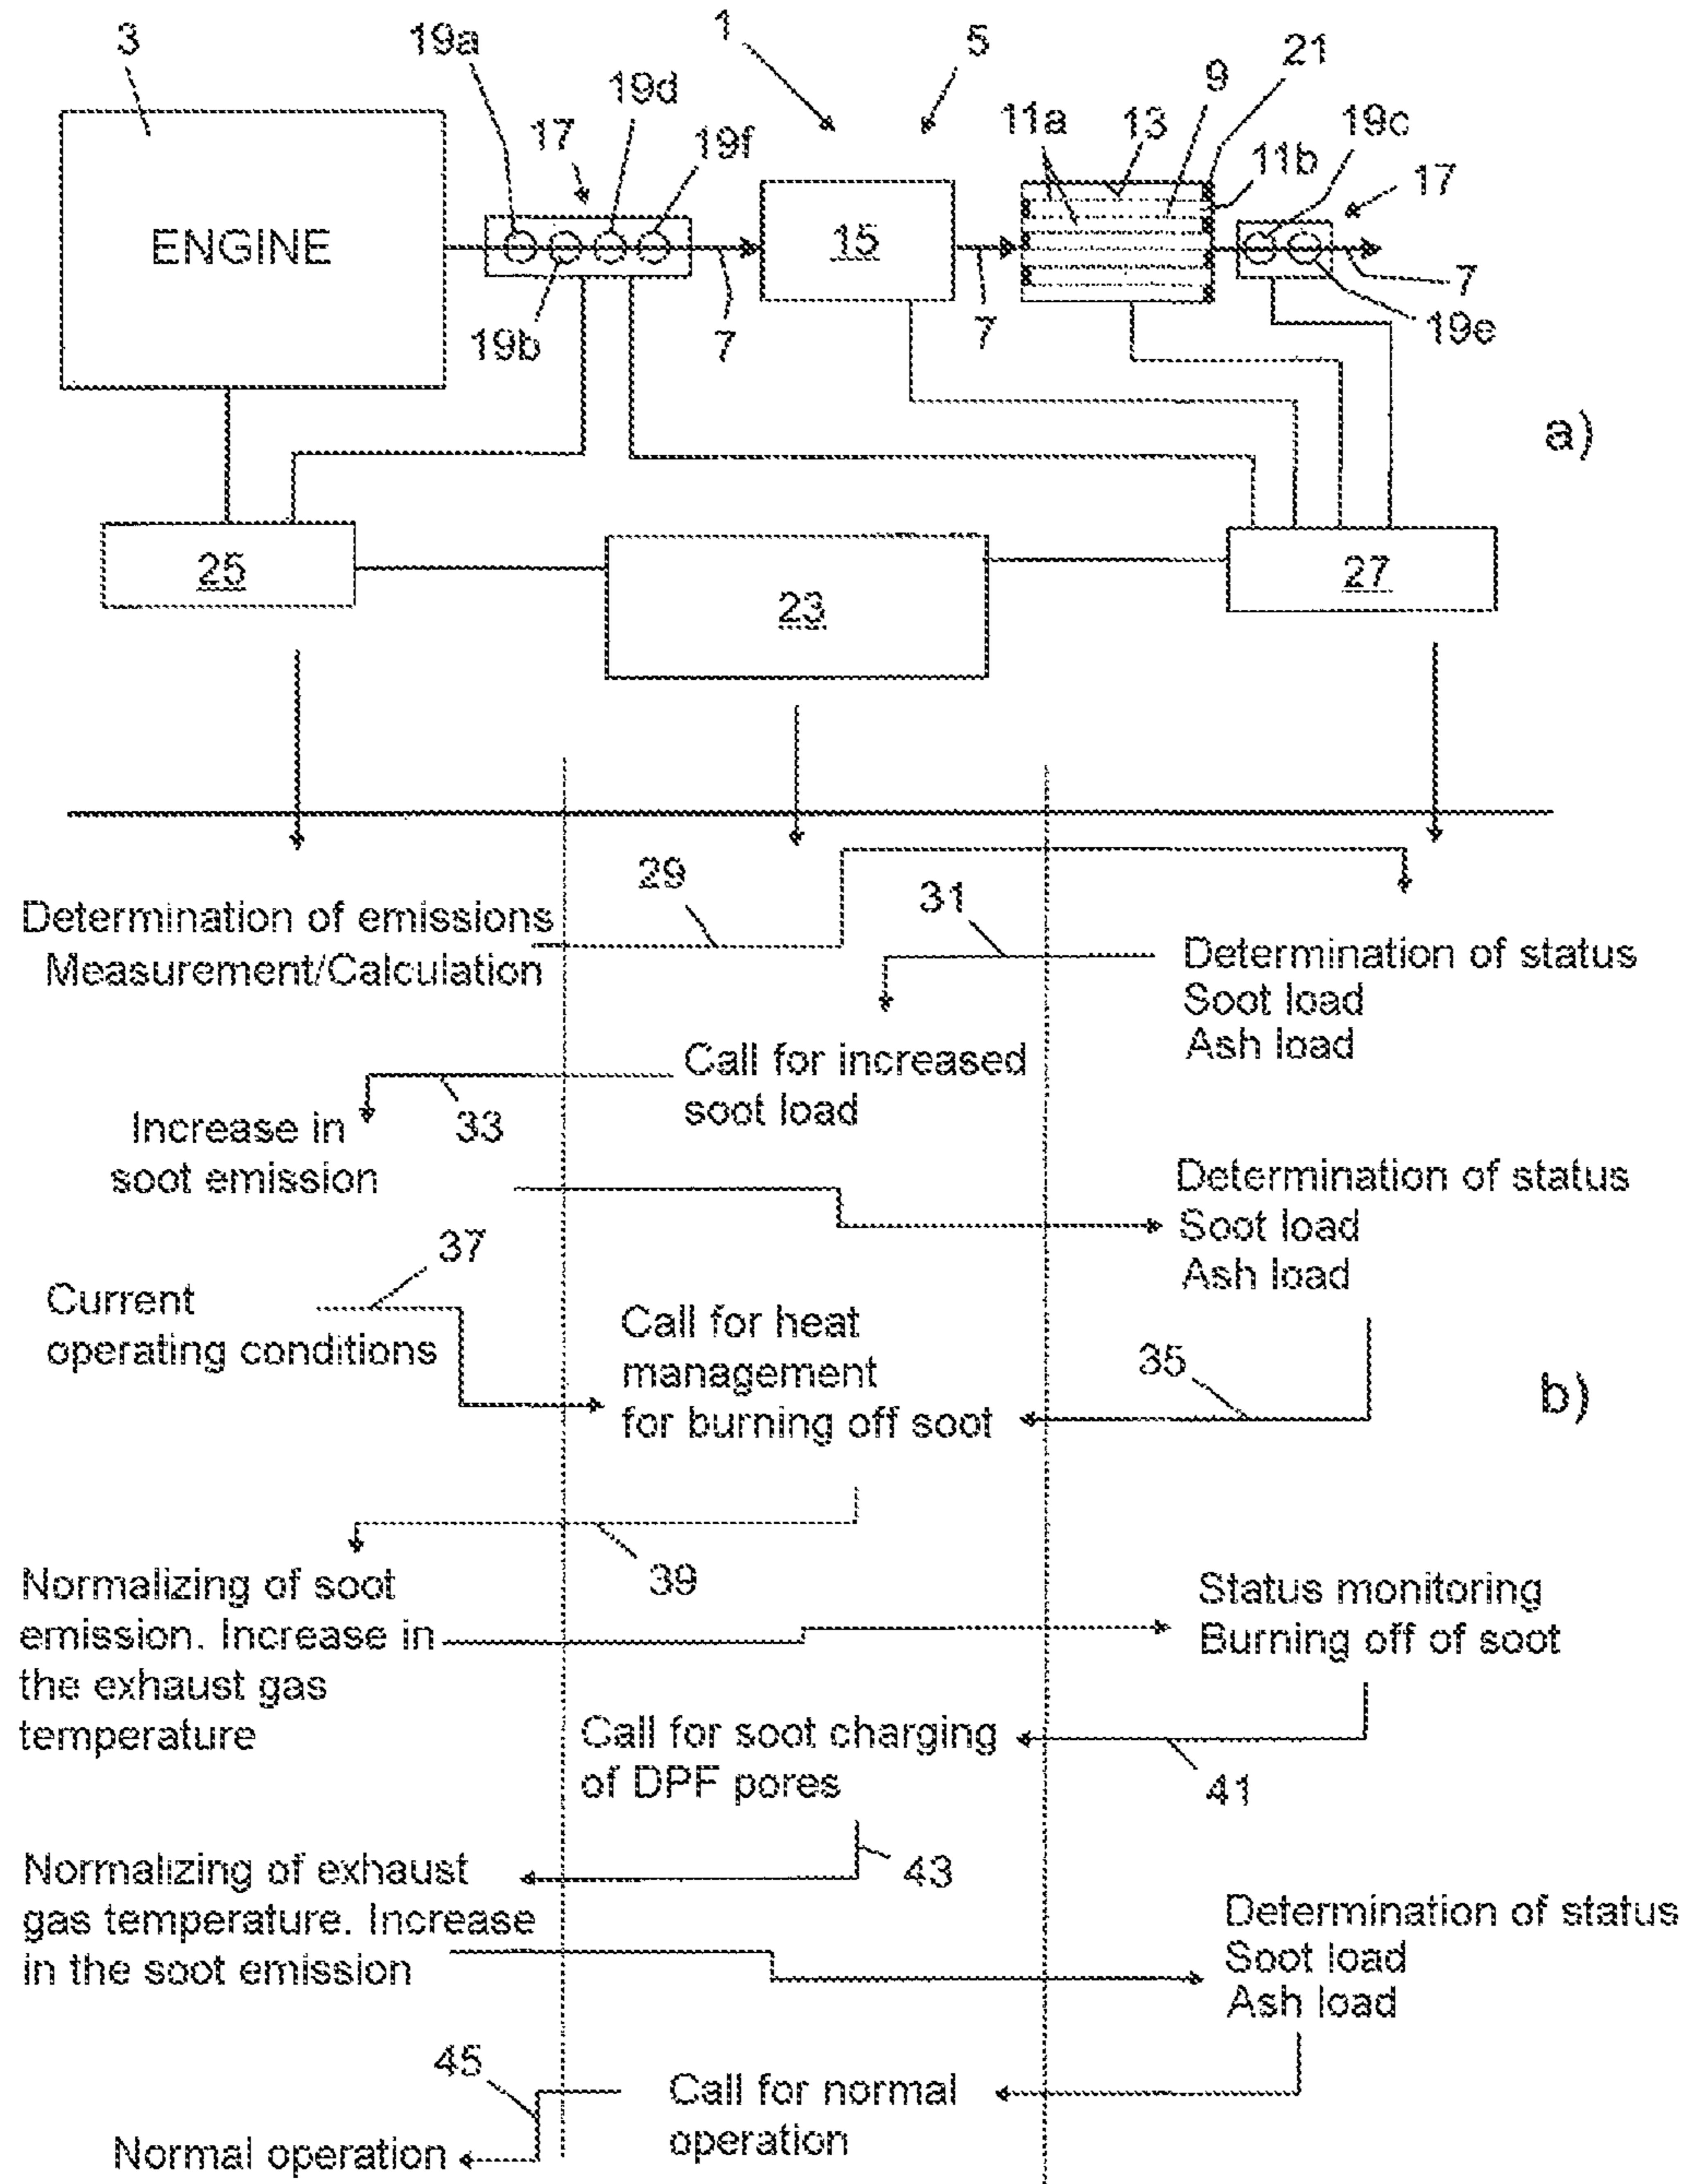 1
3
19a
5
21
19d
9
17
19f
11a
13
19c
11b
17
ENGINE
15
7
19b
7
7
19e
a)
25
23
27
29
31
Determination of emissions
Measurement/Calculation
Determination of status
Soot load
Ash load
Call for increased
soot load
33
Increase in
soot emission
Determination of status
Soot load
Ash load
37
Current
operating conditions
Call for heat
management
for burning off soot
35
b)
39
Normalizing of soot
emission. Increase in
the exhaust gas
temperature
Status monitoring
Burning off of soot
Call for soot charging
of DPF pores
41
43
Normalizing of exhaust
gas temperature. Increase
in the soot emission
Determination of status
Soot load
Ash load
45
Call for normal
operation
Normal operation